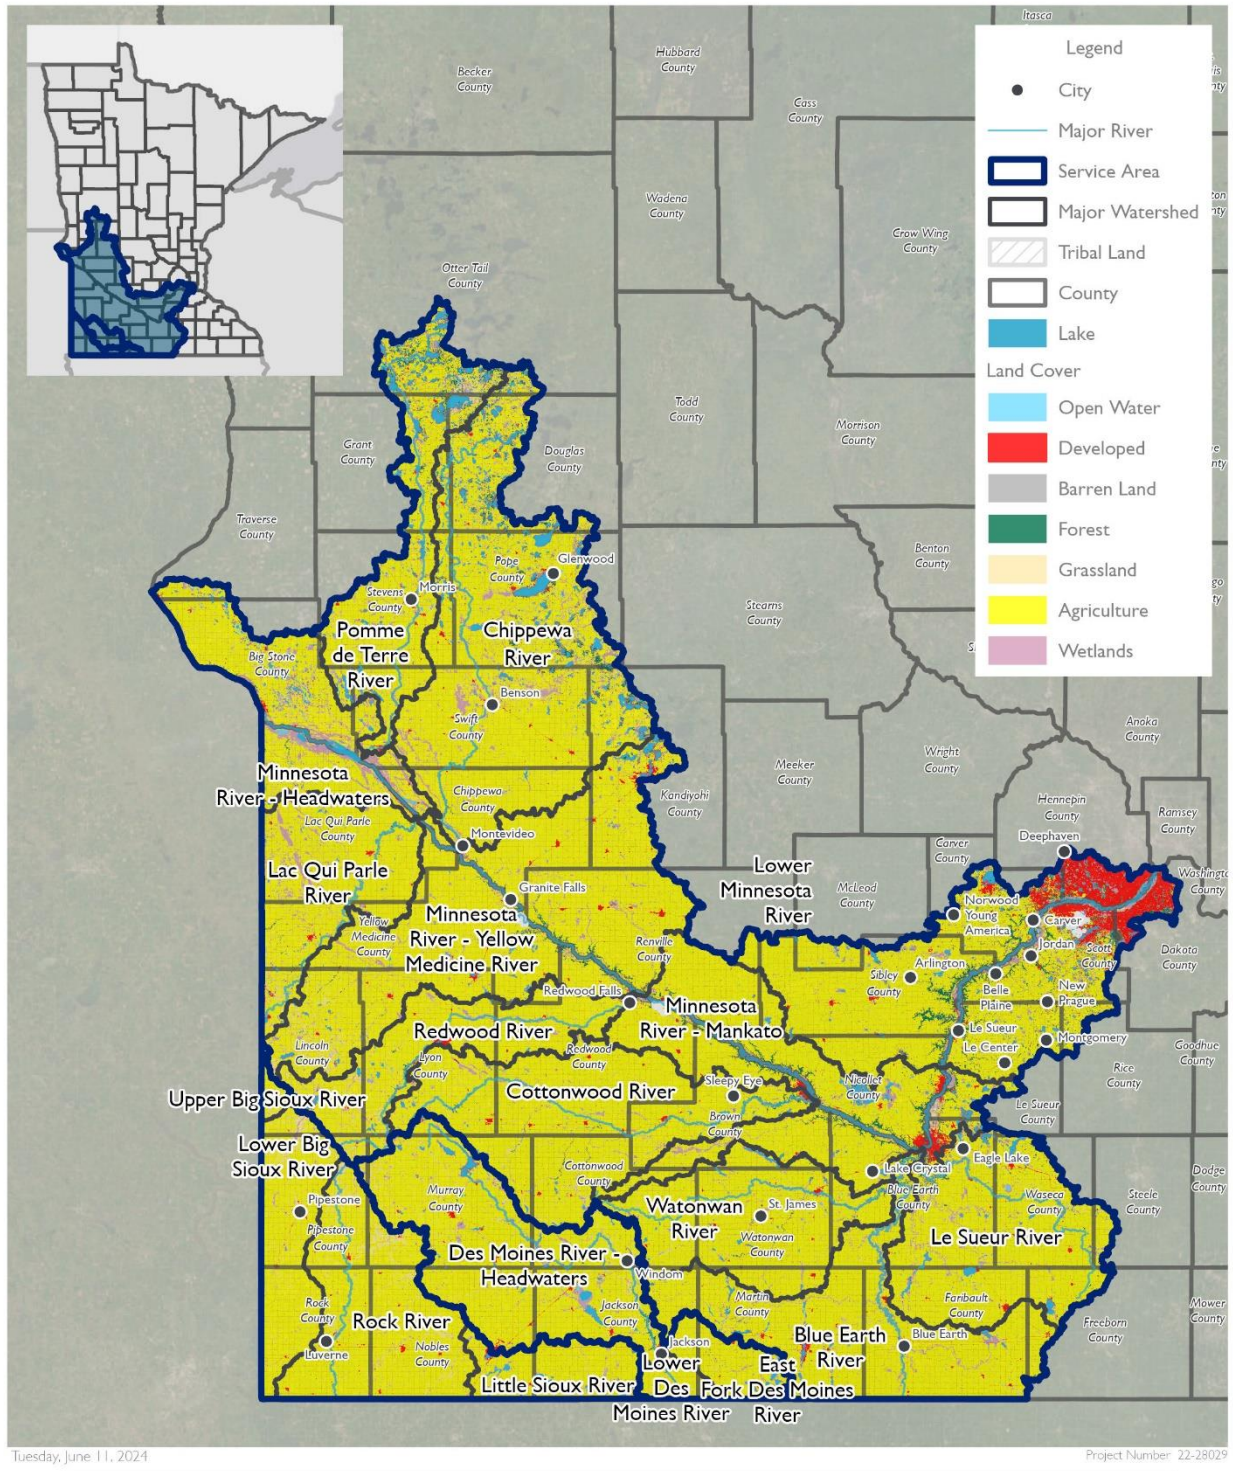 Itasca
Hubbard
County
Becker
County
Cass
County
Wadena
County
Crow Wing
County
Otter Tail
County
Legend
City
Major River
Service Area
Major Watershed
Tribal Land
County
Lake
Land Cover
Open Water
Developed
Barren Land
Forest
Grassland
Agriculture
Wetlands
Todd
County
Morrison
County
Grant
County
Douglas
County
Traverse
County
Benton
County
Pope
County
Glenwood
Stevens
County
Morris
Stearns
County
Pomme
de Terre
River
Chippewa
River
Big Stone
County
Benson
Swift
County
Anoka
County
Wright
County
Meeker
County
Minnesota
River - Headwaters
Chippewa
County
Kandiyohi
County
Hennepin
County
Ramsey
County
Lac Qui Parle
County
Montevideo
Deephaven
Carver
County
Washington
County
Lac Qui Parle
River
Lower
Minnesota
River
McLeod
County
Granite Falls
Norwood
Young
America
Carver
Minnesota
River - Yellow
Medicine River
Yellow
Medicine
County
Renville
County
Jordan
Scott
County
Dakota
County
Sibley
County
Arlington
Belle
Plaine
New
Prague
Redwood Falls
Minnesota
River - Mankato
Redwood River
Le Sueur
Le Center
Montgomery
Goodhue
County
Lincoln
County
Lyon
County
Redwood
County
Rice
County
Cottonwood River
Sleepy Eye
Nicollet
County
Upper Big Sioux River
Brown
County
Le Sueur
County
Lower Big
Sioux River
Eagle Lake
Cottonwood
County
Lake Crystal
Dodge
County
Pipestone
Murray
County
Blue Earth
County
Waseca
County
Steele
County
Pipestone
County
Watonwan
River
St. James
Watonwan
County
Le Sueur River
Des Moines River -
Headwaters
Windom
Rock
County
Jackson
County
Martin
County
Faribault
County
Mower
County
Rock River
Freeborn
County
Luverne
Nobles
County
Jackson
Blue Earth
River
Blue Earth
Little Sioux River
Lower
Des
Moines River
East
Fork Des Moines
River
Tuesday, June 11, 2024
Project Number 22-28029